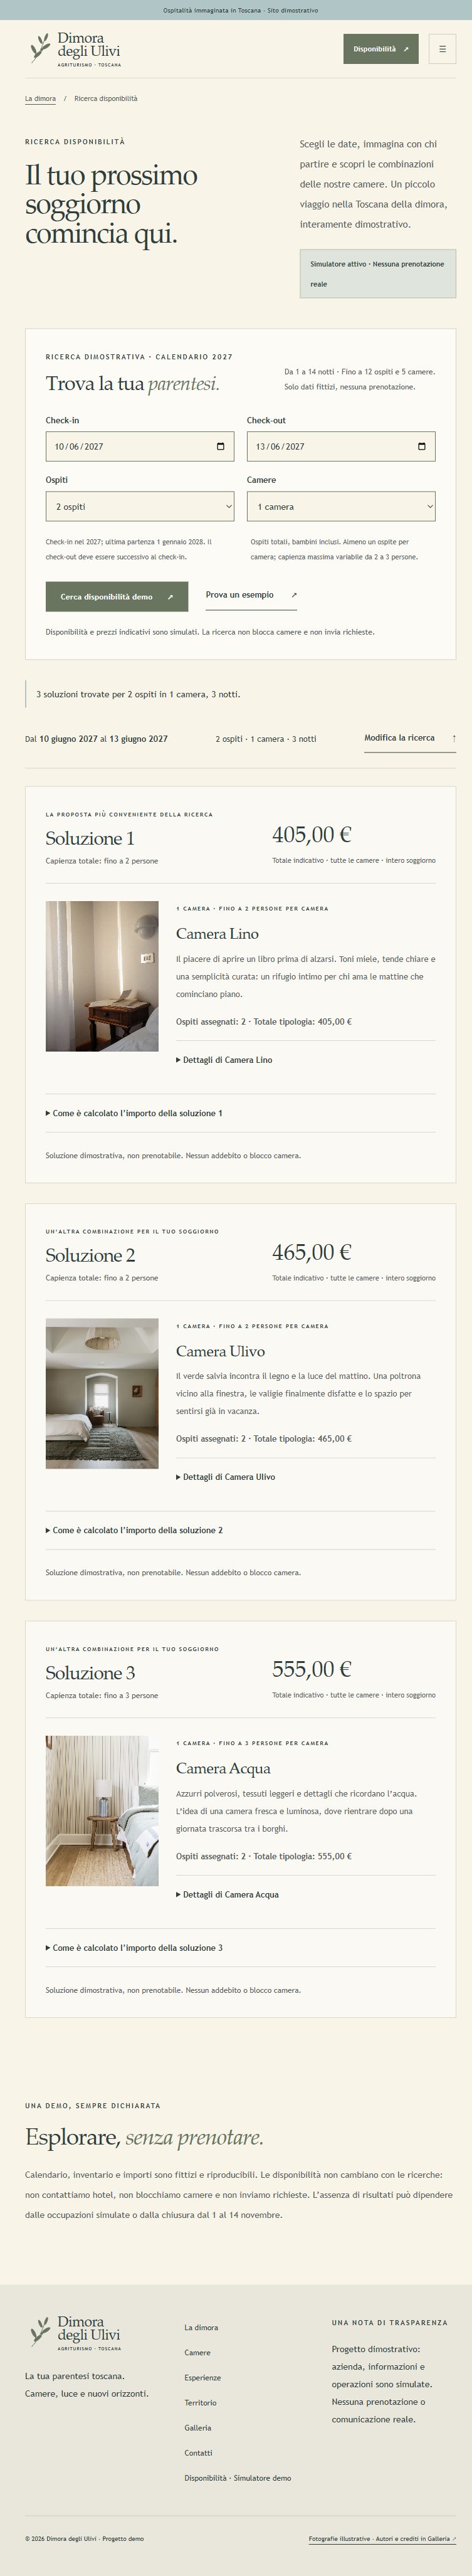 Ospitalità immaginata in Toscana · Sito dimostrativo
Dimora
degli Ulivi
AGRITURISMO · TOSCANA
Disponibilità ↗
☰
La dimora / Ricerca disponibilità
RICERCA DISPONIBILITÀ
Il tuo prossimo
soggiorno
comincia qui.
Scegli le date, immagina con chi
partire e scopri le combinazioni
delle nostre camere. Un piccolo
viaggio nella Toscana della dimora,
interamente dimostrativo.
Simulatore attivo · Nessuna prenotazione
reale
RICERCA DIMOSTRATIVA · CALENDARIO 2027
Trova la tua parentesi.
Da 1 a 14 notti · Fino a 12 ospiti e 5 camere.
Solo dati fittizi, nessuna prenotazione.
Check-in
Check-out
10/06/2027
13/06/2027
Ospiti
Camere
2 ospiti
1 camera
Check-in nel 2027; ultima partenza 1 gennaio 2028. Il
check-out deve essere successivo al check-in.
Ospiti totali, bambini inclusi. Almeno un ospite per
camera; capienza massima variabile da 2 a 3 persone.
Cerca disponibilità demo ↗
Prova un esempio ↗
Disponibilità e prezzi indicativi sono simulati. La ricerca non blocca camere e non invia richieste.
3 soluzioni trovate per 2 ospiti in 1 camera, 3 notti.
Dal 10 giugno 2027 al 13 giugno 2027
2 ospiti · 1 camera · 3 notti
Modifica la ricerca ↑
LA PROPOSTA PIÙ CONVENIENTE DELLA RICERCA
Soluzione 1
Capienza totale: fino a 2 persone
405,00 €
Totale indicativo · tutte le camere · intero soggiorno
1 CAMERA · FINO A 2 PERSONE PER CAMERA
Camera Lino
Il piacere di aprire un libro prima di alzarsi. Toni miele, tende chiare e
una semplicità curata: un rifugio intimo per chi ama le mattine che
cominciano piano.
Ospiti assegnati: 2 · Totale tipologia: 405,00 €
Dettagli di Camera Lino
Come è calcolato l'importo della soluzione 1
Soluzione dimostrativa, non prenotabile. Nessun addebito o blocco camera.
UN'ALTRA COMBINAZIONE PER IL TUO SOGGIORNO
Soluzione 2
Capienza totale: fino a 2 persone
465,00 €
Totale indicativo · tutte le camere · intero soggiorno
1 CAMERA · FINO A 2 PERSONE PER CAMERA
Camera Ulivo
Il verde salvia incontra il legno e la luce del mattino. Una poltrona
vicino alla finestra, le valigie finalmente disfatte e lo spazio per
sentirsi già in vacanza.
Ospiti assegnati: 2 · Totale tipologia: 465,00 €
Dettagli di Camera Ulivo
Come è calcolato l'importo della soluzione 2
Soluzione dimostrativa, non prenotabile. Nessun addebito o blocco camera.
UN'ALTRA COMBINAZIONE PER IL TUO SOGGIORNO
Soluzione 3
Capienza totale: fino a 3 persone
555,00 €
Totale indicativo · tutte le camere · intero soggiorno
1 CAMERA · FINO A 3 PERSONE PER CAMERA
Camera Acqua
Azzurri polverosi, tessuti leggeri e dettagli che ricordano l'acqua.
L'idea di una camera fresca e luminosa, dove rientrare dopo una
giornata trascorsa tra i borghi.
Ospiti assegnati: 2 · Totale tipologia: 555,00 €
Dettagli di Camera Acqua
Come è calcolato l'importo della soluzione 3
Soluzione dimostrativa, non prenotabile. Nessun addebito o blocco camera.
UNA DEMO, SEMPRE DICHIARATA
Esplorare, senza prenotare.
Calendario, inventario e importi sono fittizi e riproducibili. Le disponibilità non cambiano con le ricerche:
non contattiamo hotel, non blocchiamo camere e non inviamo richieste. L'assenza di risultati può dipendere
dalle occupazioni simulate o dalla chiusura dal 1 al 14 novembre.
Dimora
degli Ulivi
AGRITURISMO · TOSCANA
La tua parentesi toscana.
Camere, luce e nuovi orizzonti.
La dimora
Camere
Esperienze
Territorio
Galleria
Contatti
Disponibilità · Simulatore demo
UNA NOTA DI TRASPARENZA
Progetto dimostrativo:
azienda, informazioni e
operazioni sono simulate.
Nessuna prenotazione o
comunicazione reale.
© 2026 Dimora degli Ulivi · Progetto demo
Fotografie illustrative · Autori e crediti in Galleria ↗